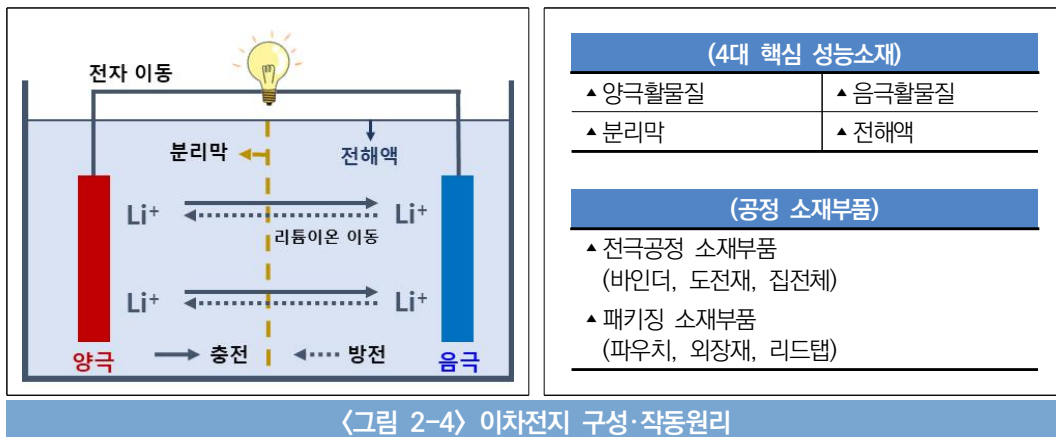 전자 이동
분리막
전해액
Li⁺
Li⁺
리튬이온 이동
Li⁺
Li⁺
양극
충전
방전
음극
(4대 핵심 성능소재)
▲ 양극활물질
▲ 음극활물질
▲ 분리막
▲ 전해액
(공정 소재부품)
▲ 전극공정 소재부품
(바인더, 도전재, 집전체)
▲ 패키징 소재부품
(파우치, 외장재, 리드탭)
〈그림 2-4〉 이차전지 구성·작동원리